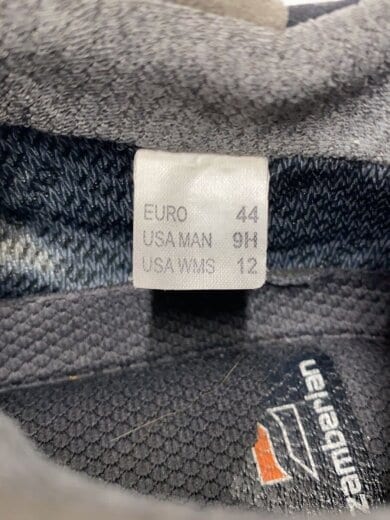 EURO 44
USA MAN 9H
USA WMS 12
zamberlan